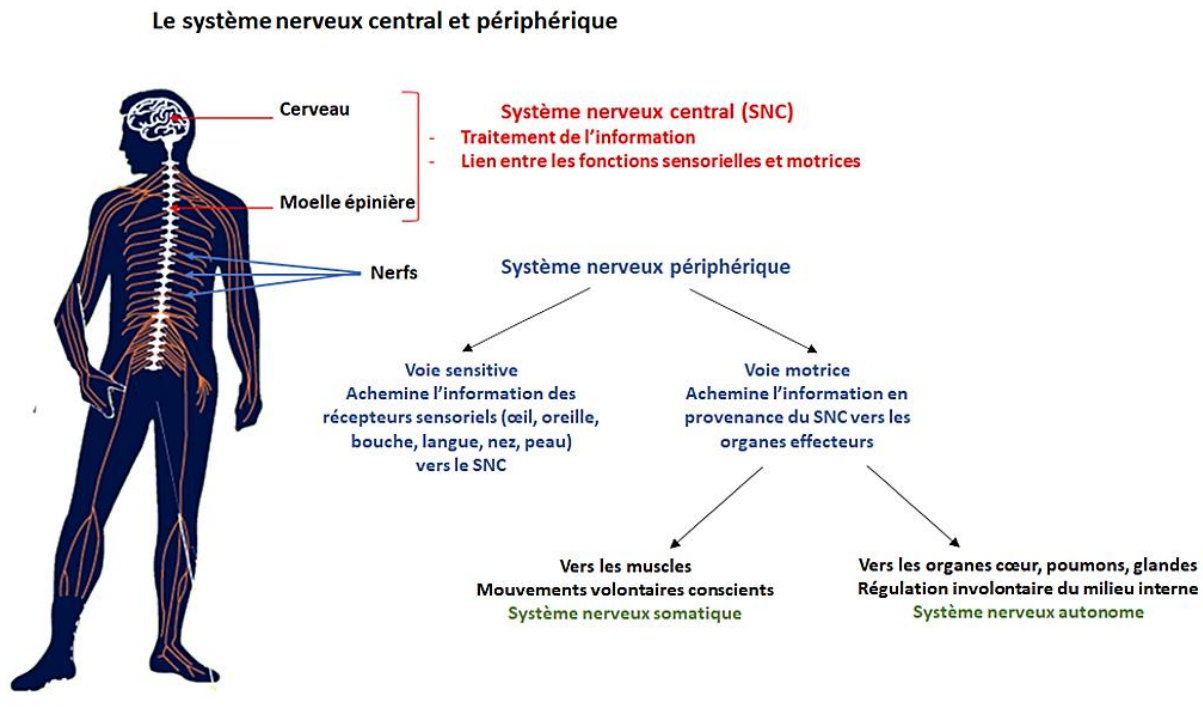 Le système nerveux central et périphérique
Cerveau
Système nerveux central (SNC)
- Traitement de l'information
- Lien entre les fonctions sensorielles et motrices
Moelle épinière
Nerfs
Système nerveux périphérique
Voie sensitive
Achemine l'information des
récepteurs sensoriels (œil, oreille,
bouche, langue, nez, peau)
vers le SNC
Voie motrice
Achemine l'information en
provenance du SNC vers les
organes effecteurs
Vers les muscles
Mouvements volontaires conscients
Système nerveux somatique
Vers les organes cœur, poumons, glandes
Régulation involontaire du milieu interne
Système nerveux autonome